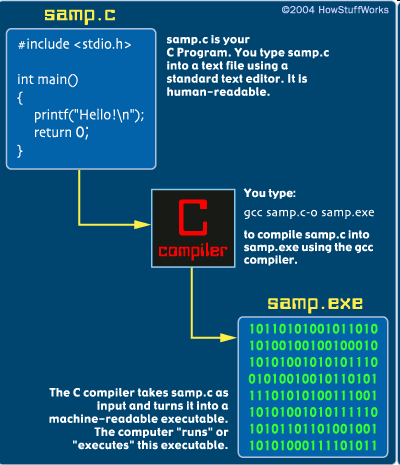 ©2004 HowStuffWorks
samp.c
#include <stdio.h>
int main()
{
printf("Hello!\n");
return 0;
}
samp.c is your
C Program. You type samp.c
into a text file using a
standard text editor. It is
human-readable.
C
compiler
You type:
gcc samp.c-o samp.exe
to compile samp.c into
samp.exe using the gcc
compiler.
samp.exe
10110101001011010
10100100100100010
10101001010101110
01010010010110101
11101010100111001
10101001010111110
10101101101001001
10101000111101011
The C compiler takes samp.c as
input and turns it into a
machine-readable executable.
The computer "runs" or
"executes" this executable.